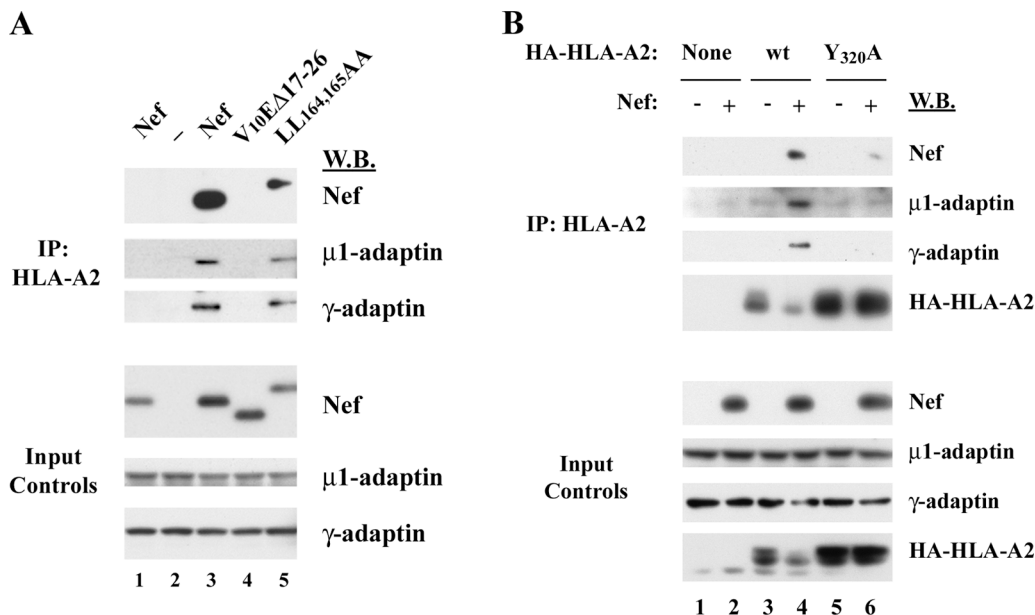 A
Nef
–
Nef
V10EΔ17-26
LL164,165AA
W.B.
Nef
IP:
HLA-A2
μ1-adaptin
γ-adaptin
Nef
Input
Controls
μ1-adaptin
γ-adaptin
1 2 3 4 5
B
HA-HLA-A2: None wt Y320A
Nef: - + - + - + W.B.
Nef
IP: HLA-A2
μ1-adaptin
γ-adaptin
HA-HLA-A2
Nef
Input
Controls
μ1-adaptin
γ-adaptin
HA-HLA-A2
1 2 3 4 5 6